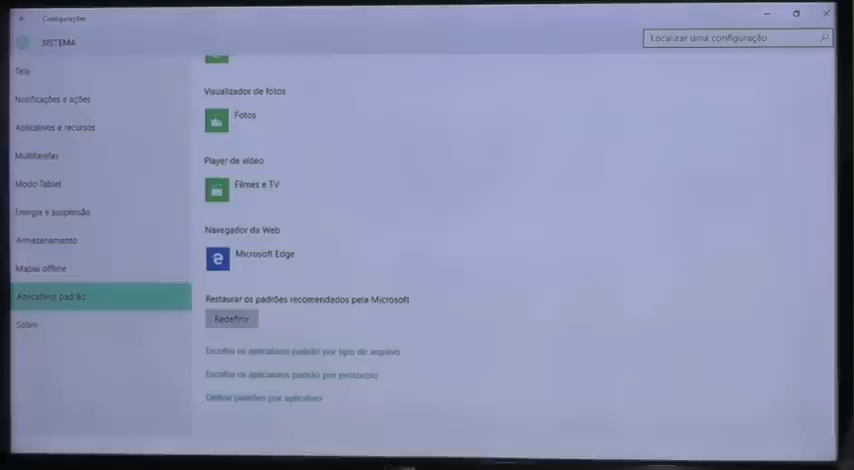 Configurações
SISTEMA
Localizar uma configuração
Tela
Notificações e ações
Aplicativos e recursos
Multitarefas
Modo Tablet
Energia e suspensão
Armazenamento
Mapas offline
Aplicativos padrão
Sobre
Visualizador de fotos
Fotos
Player de vídeo
Filmes e TV
Navegador da Web
Microsoft Edge
Restaurar os padrões recomendados pela Microsoft
Redefinir
Escolha os aplicativos padrão por tipo de arquivo
Escolha os aplicativos padrão por protocolo
Definir padrões por aplicativo